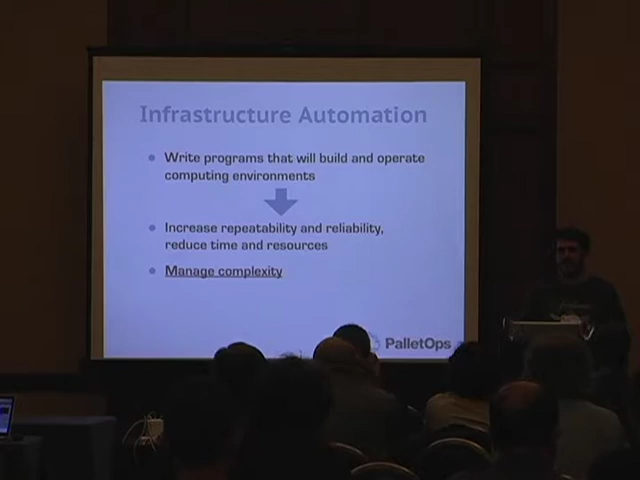 Infrastructure Automation
Write programs that will build and operate
computing environments
Increase repeatability and reliability,
reduce time and resources
Manage complexity
PalletOps